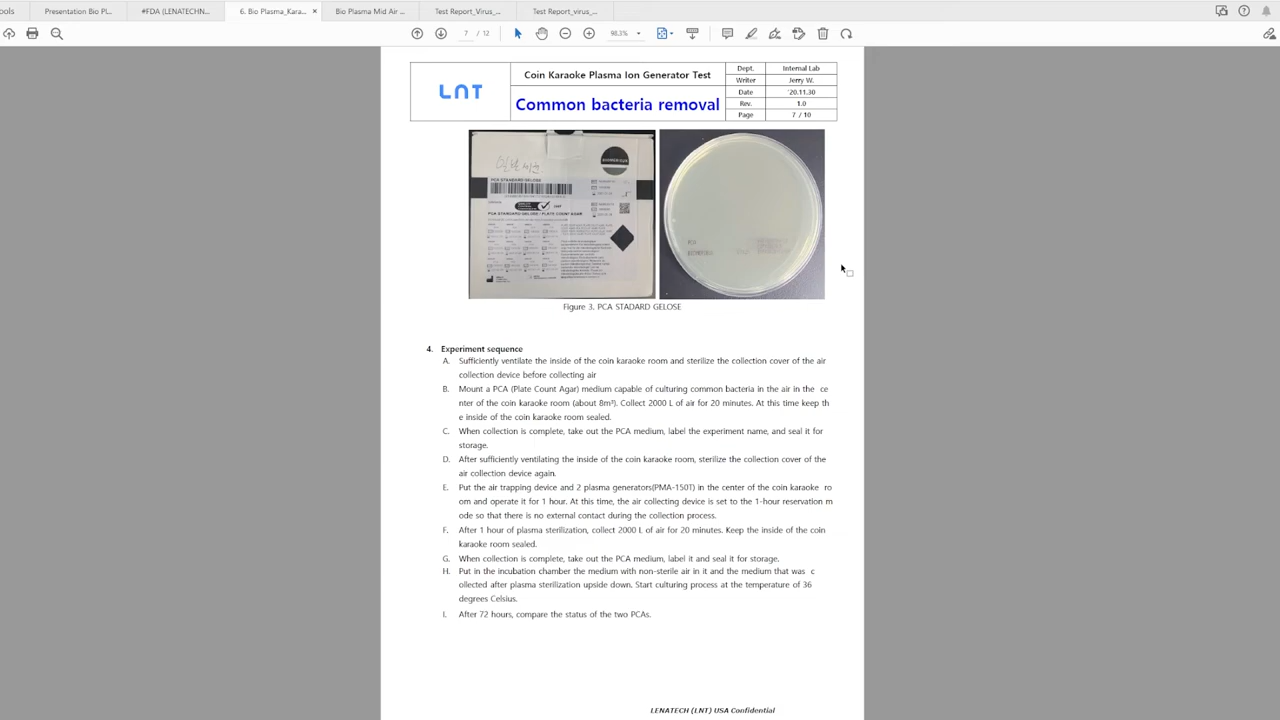 ools
Presentation Bio Pl...
#FDA (LENATECHN...
6. Bio Plasma_Kara...
×
Bio Plasma Mid Air ...
Test Report_Virus_...
Test Report_virus_...
7 / 12
98,3%
LNT
Coin Karaoke Plasma Ion Generator Test
Common bacteria removal
Dept. Internal Lab
Writer Jerry W.
Date '20.11.30
Rev. 1.0
Page 7 / 10
BIOMERIEUX
PCA STANDARD GELOSE
PCA STANDARD GELOSE / PLATE COUNT AGAR
PCA
Figure 3. PCA STADARD GELOSE
4. Experiment sequence
A. Sufficiently ventilate the inside of the coin karaoke room and sterilize the collection cover of the air
collection device before collecting air
B. Mount a PCA (Plate Count Agar) medium capable of culturing common bacteria in the air in the ce
nter of the coin karaoke room (about 8m³). Collect 2000 L of air for 20 minutes. At this time keep th
e inside of the coin karaoke room sealed.
C. When collection is complete, take out the PCA medium, label the experiment name, and seal it for
storage.
D. After sufficiently ventilating the inside of the coin karaoke room, sterilize the collection cover of the
air collection device again.
E. Put the air trapping device and 2 plasma generators(PMA-150T) in the center of the coin karaoke ro
om and operate it for 1 hour. At this time, the air collecting device is set to the 1-hour reservation m
ode so that there is no external contact during the collection process.
F. After 1 hour of plasma sterilization, collect 2000 L of air for 20 minutes. Keep the inside of the coin
karaoke room sealed.
G. When collection is complete, take out the PCA medium, label it and seal it for storage.
H. Put in the incubation chamber the medium with non-sterile air in it and the medium that was c
ollected after plasma sterilization upside down. Start culturing process at the temperature of 36
degrees Celsius.
I. After 72 hours, compare the status of the two PCAs.
LENATECH (LNT) USA Confidential